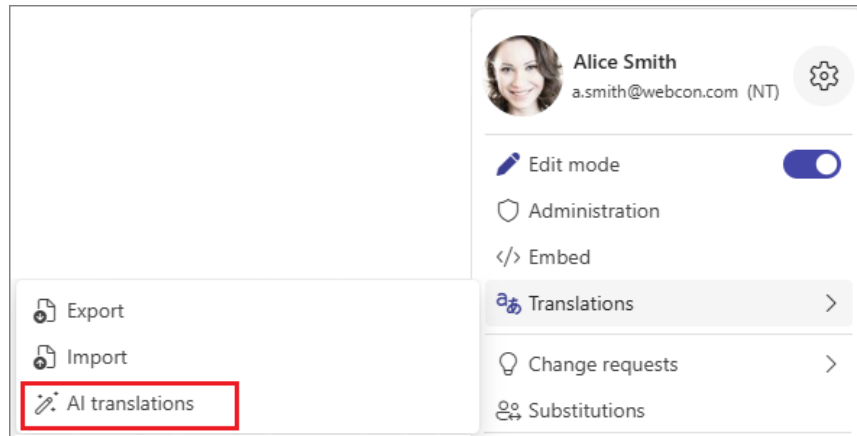 Alice Smith
a.smith@webcon.com (NT)
Edit mode
Administration
</> Embed
Translations
Export
Import
AI translations
Change requests
Substitutions